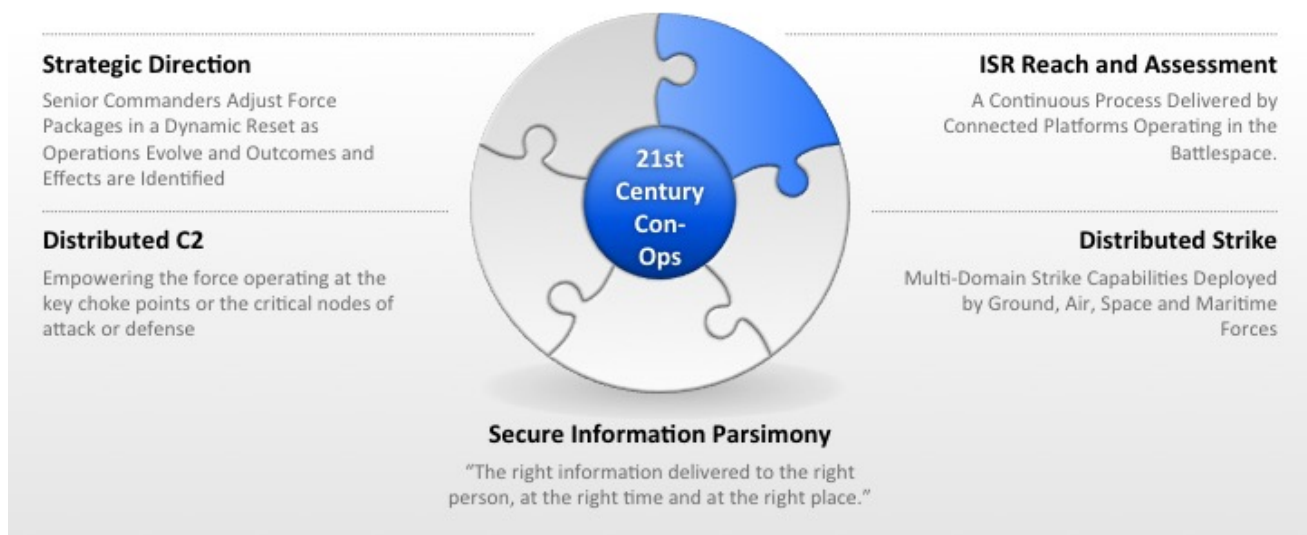 Strategic Direction
Senior Commanders Adjust Force
Packages in a Dynamic Reset as
Operations Evolve and Outcomes and
Effects are Identified
Distributed C2
Empowering the force operating at the
key choke points or the critical nodes of
attack or defense
21st
Century
Con-
Ops
ISR Reach and Assessment
A Continuous Process Delivered by
Connected Platforms Operating in the
Battlespace.
Distributed Strike
Multi-Domain Strike Capabilities Deployed
by Ground, Air, Space and Maritime
Forces
Secure Information Parsimony
“The right information delivered to the right
person, at the right time and at the right place.”